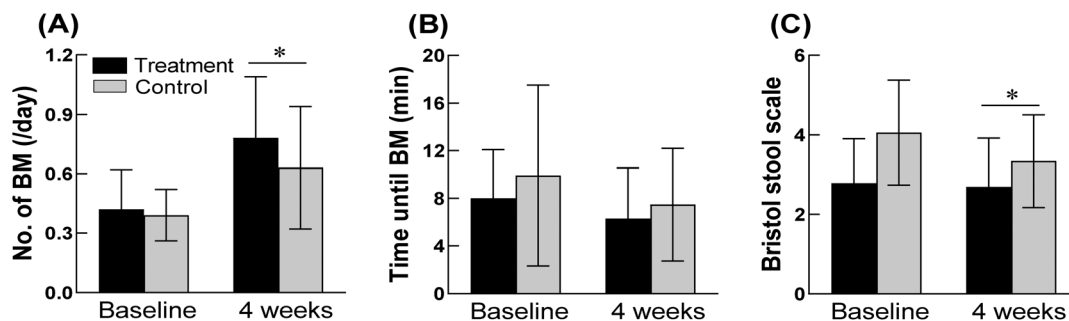 (A)
No. of BM (/day)
1.2
0.9
0.6
0.3
0
Treatment
Control
*
Baseline
4 weeks
(B)
Time until BM (min)
20
16
12
8
4
0
Baseline
4 weeks
(C)
Bristol stool scale
6
4
2
0
*
Baseline
4 weeks